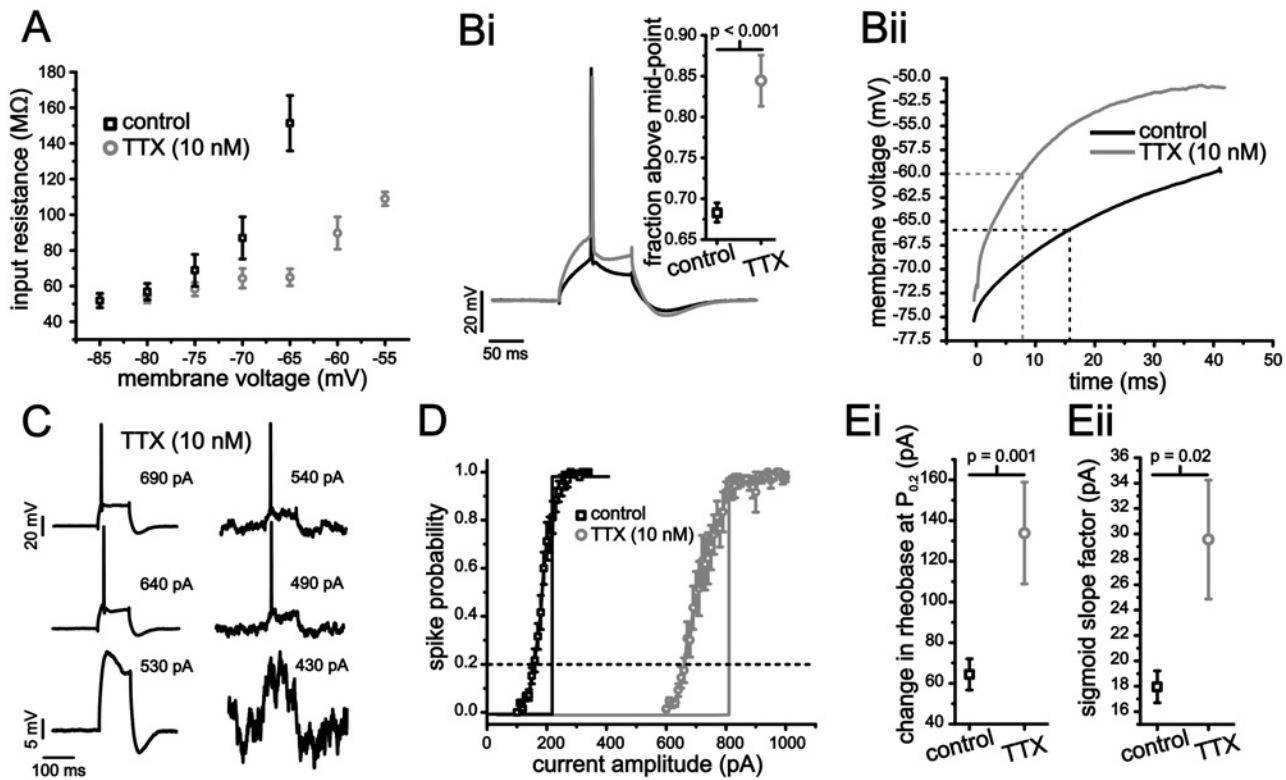 A
input resistance (MΩ)
180
160
140
120
100
80
60
40
control
TTX (10 nM)
-85 -80 -75 -70 -65 -60 -55
membrane voltage (mV)
Bi
20 mV
50 ms
fraction above mid-point
0.90
0.85
0.80
0.75
0.70
0.65
p < 0.001
control TTX
Bii
membrane voltage (mV)
-50.0
-52.5
-55.0
-57.5
-60.0
-62.5
-65.0
-67.5
-70.0
-72.5
-75.0
-77.5
control
TTX (10 nM)
0 10 20 30 40 50
time (ms)
C
TTX (10 nM)
690 pA 540 pA
20 mV
640 pA 490 pA
530 pA 430 pA
5 mV
100 ms
D
spike probability
1.0
0.8
0.6
0.4
0.2
0.0
control
TTX (10 nM)
0 200 400 600 800 1000
current amplitude (pA)
Ei
change in rheobase at P0.2 (pA)
160
140
120
100
80
60
40
p = 0.001
control TTX
Eii
sigmoid slope factor (pA)
36
34
32
30
28
26
24
22
20
18
16
p = 0.02
control TTX